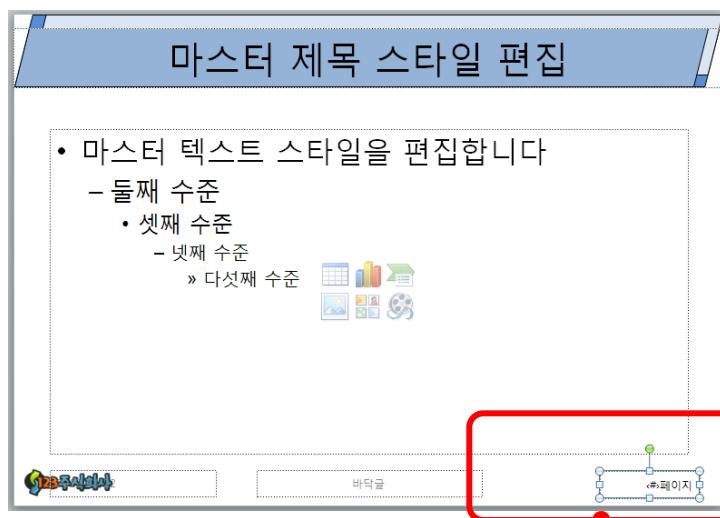 마스터 제목 스타일 편집
• 마스터 텍스트 스타일을 편집합니다
– 둘째 수준
• 셋째 수준
– 넷째 수준
» 다섯째 수준
123주식회사
바닥글
‹#›페이지